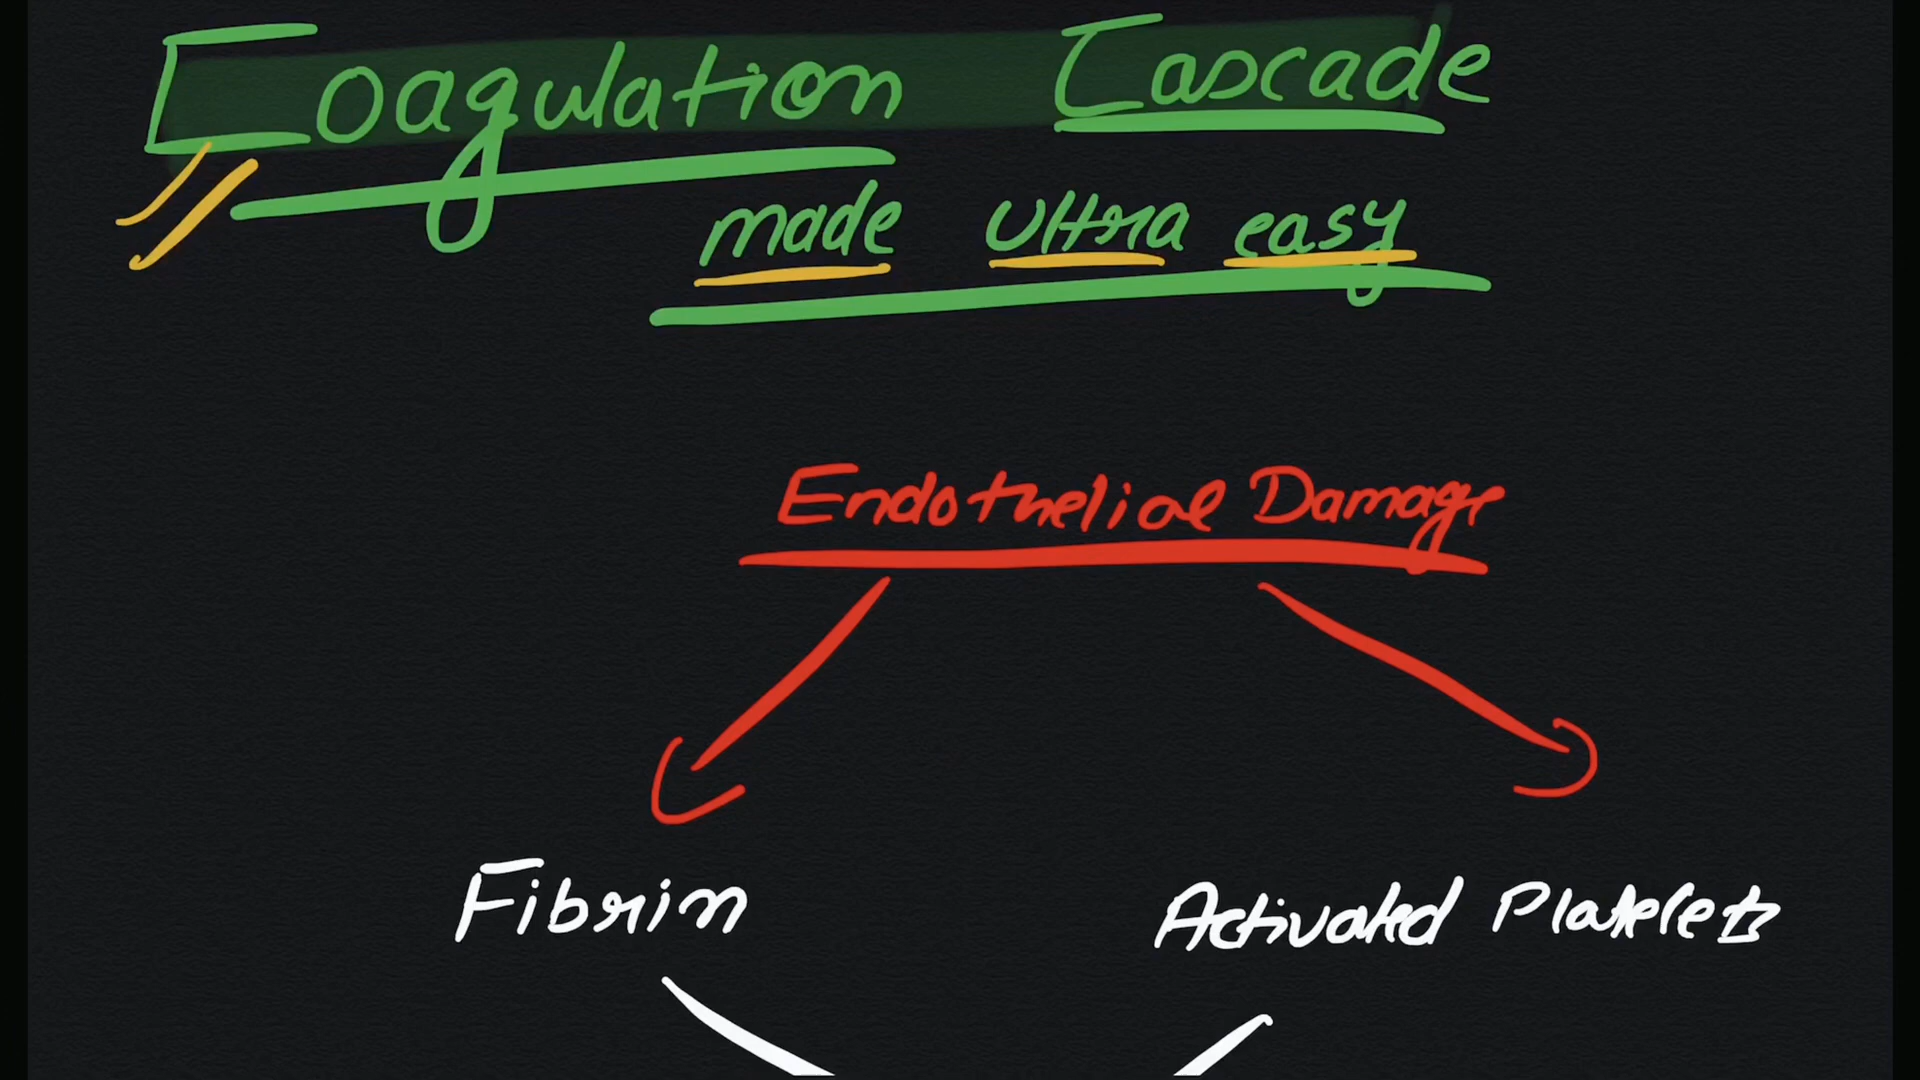 Coagulation Cascade
made Ultra easy
Endothelial Damage
Fibrin
Activated Platelets